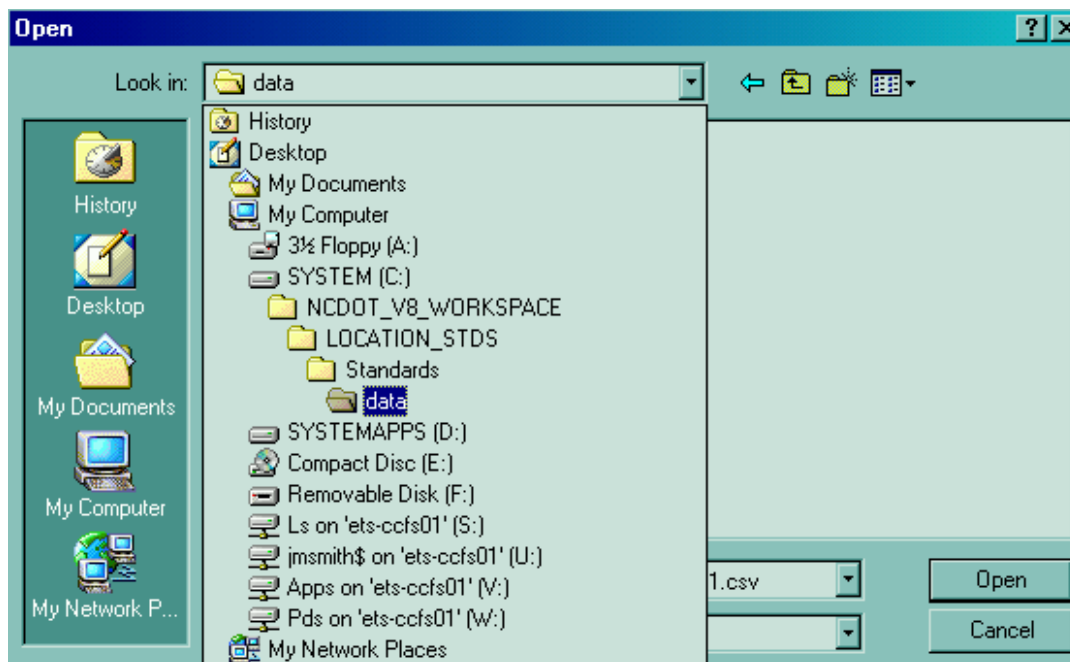 Open
Look in: data
History
Desktop
My Documents
My Computer
3½ Floppy (A:)
SYSTEM (C:)
NCDOT_V8_WORKSPACE
LOCATION_STDS
Standards
data
SYSTEMAPPS (D:)
Compact Disc (E:)
Removable Disk (F:)
Ls on 'ets-ccfs01' (S:)
jmsmith$ on 'ets-ccfs01' (U:)
Apps on 'ets-ccfs01' (V:)
Pds on 'ets-ccfs01' (W:)
My Network Places
History
Desktop
My Documents
My Computer
My Network P...
1.csv
Open
Cancel